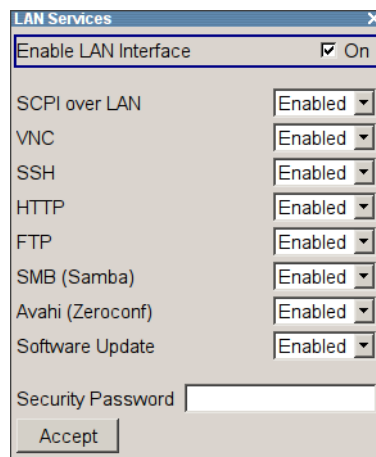 LAN Services
Enable LAN Interface On
SCPI over LAN Enabled
VNC Enabled
SSH Enabled
HTTP Enabled
FTP Enabled
SMB (Samba) Enabled
Avahi (Zeroconf) Enabled
Software Update Enabled
Security Password
Accept